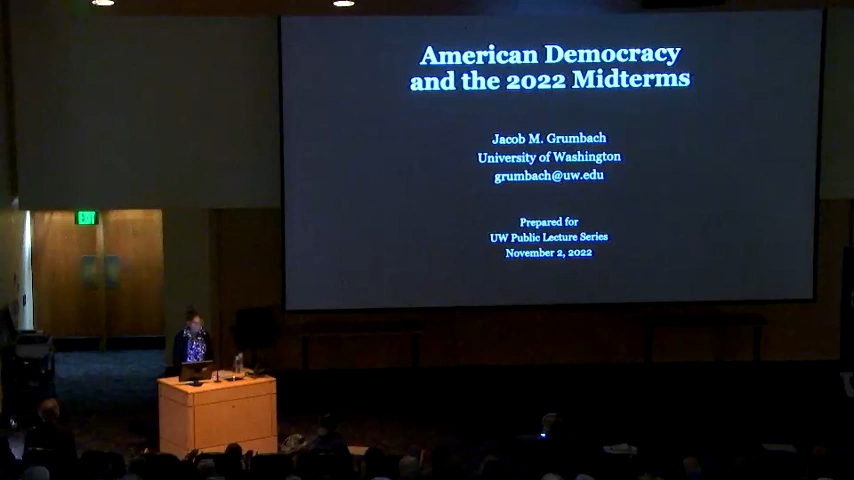 American Democracy
and the 2022 Midterms
Jacob M. Grumbach
University of Washington
grumbach@uw.edu
Prepared for
UW Public Lecture Series
November 2, 2022
EXIT